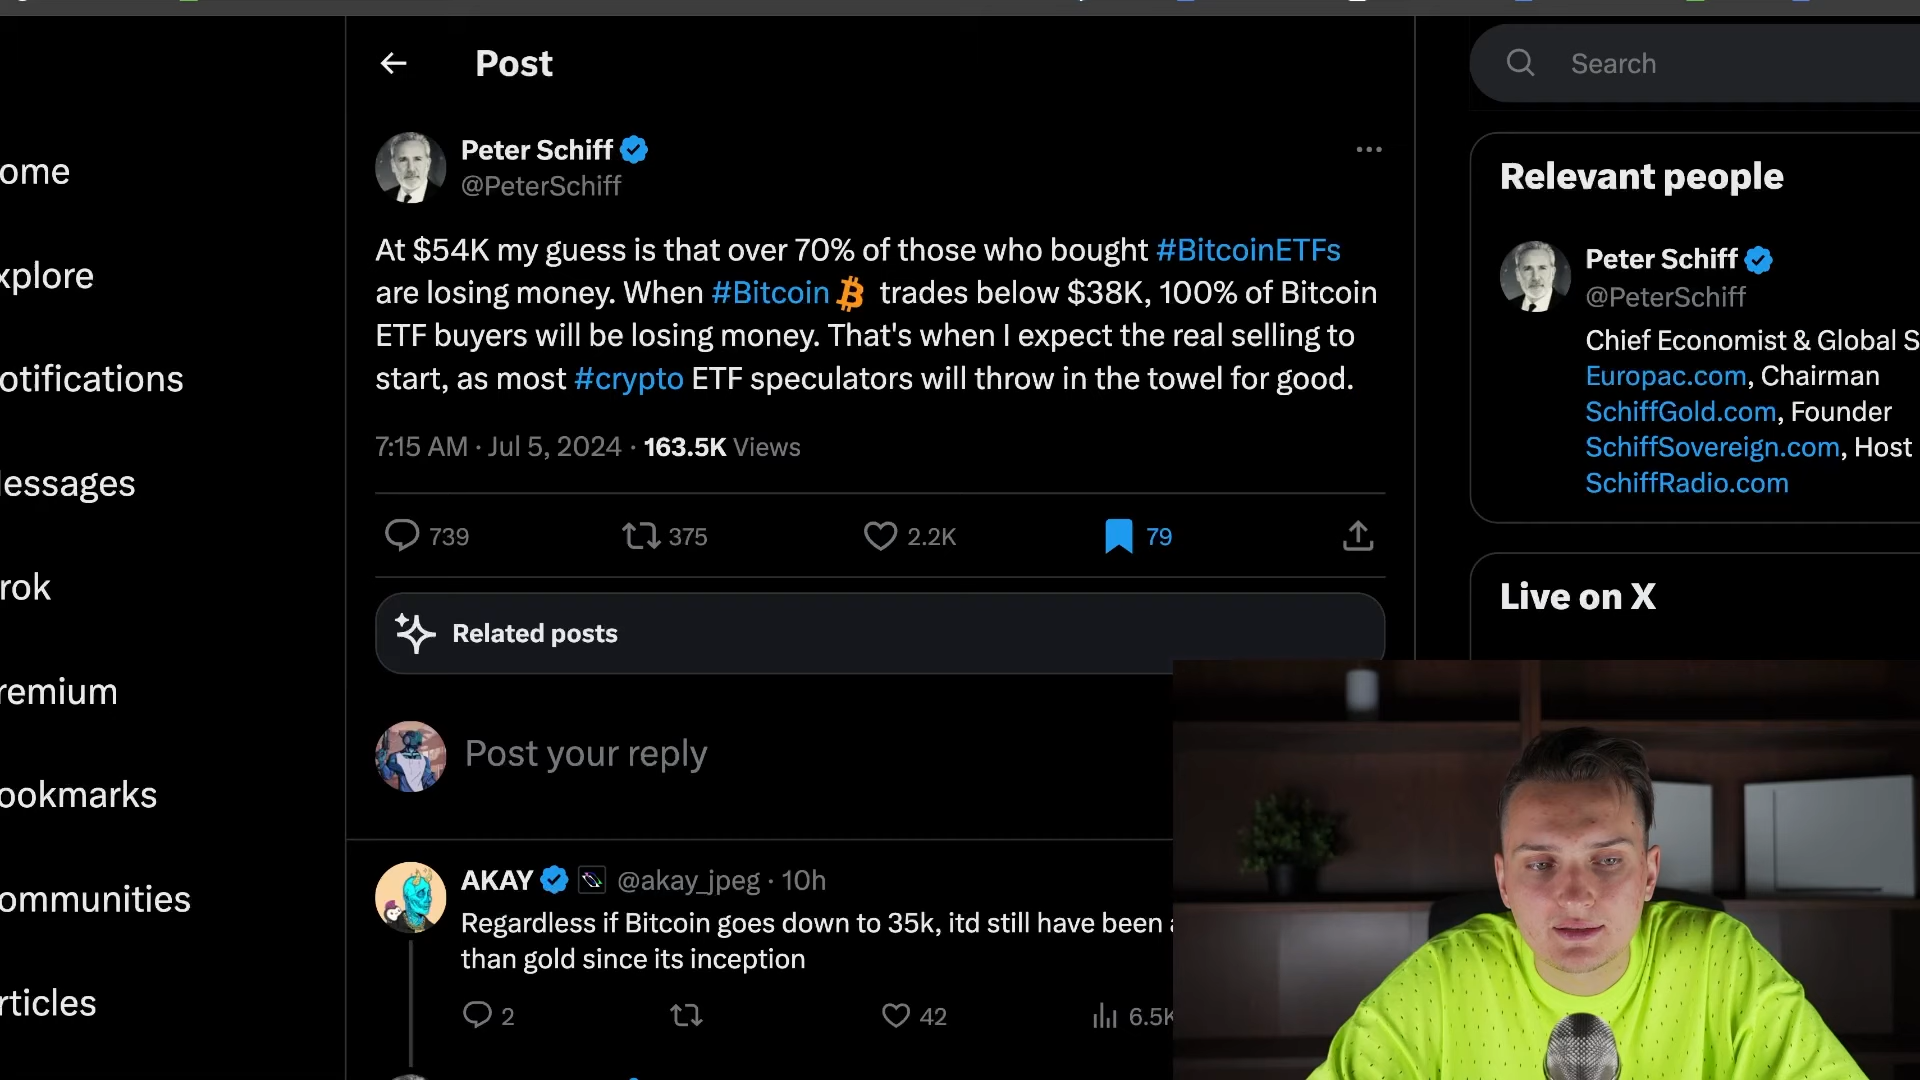 Post
Search
Peter Schiff
@PeterSchiff
At $54K my guess is that over 70% of those who bought #BitcoinETFs
are losing money. When #Bitcoin trades below $38K, 100% of Bitcoin
ETF buyers will be losing money. That's when I expect the real selling to
start, as most #crypto ETF speculators will throw in the towel for good.
7:15 AM · Jul 5, 2024 · 163.5K Views
739 375 2.2K 79
Related posts
Post your reply
AKAY @akay_jpeg · 10h
Regardless if Bitcoin goes down to 35k, itd still have been
than gold since its inception
2 42 6.5K
ome
xplore
otifications
essages
rok
remium
ookmarks
ommunities
rticles
Relevant people
Peter Schiff
@PeterSchiff
Chief Economist & Global S
Europac.com, Chairman
SchiffGold.com, Founder
SchiffSovereign.com, Host
SchiffRadio.com
Live on X